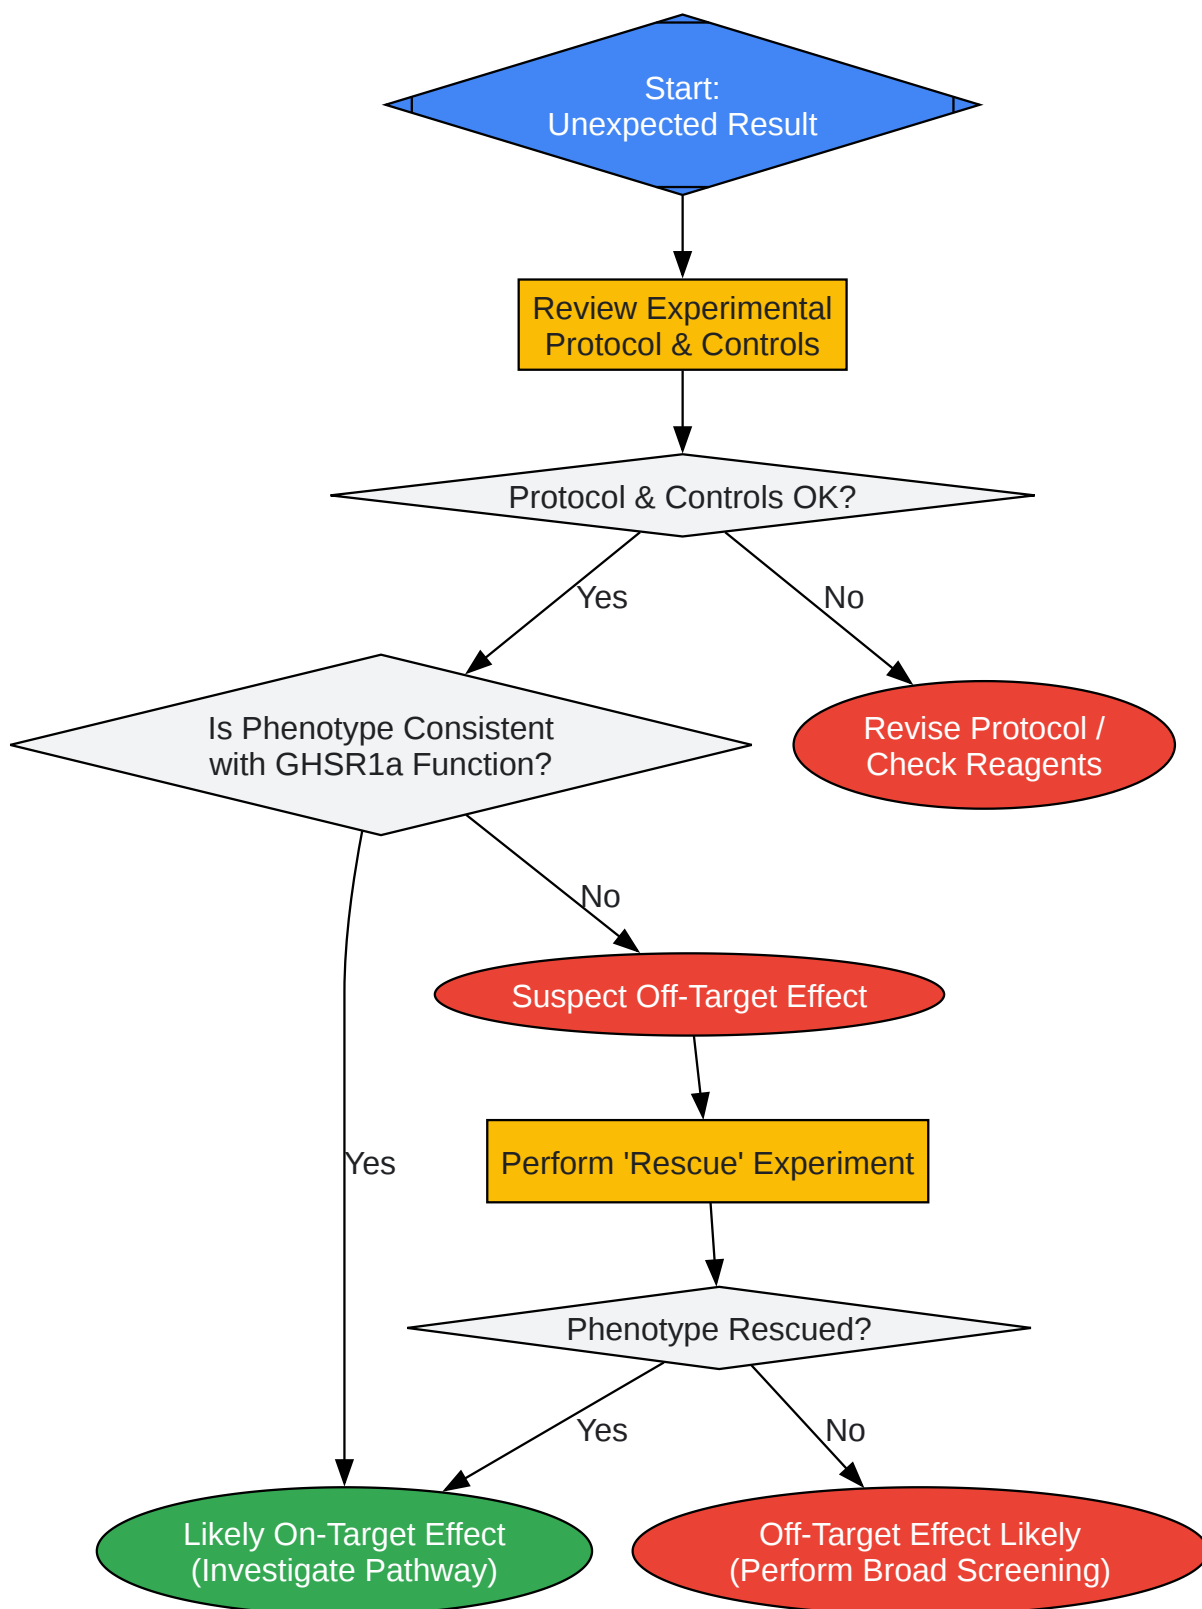 Start:
Unexpected Result
Review Experimental
Protocol & Controls
Protocol & Controls OK?
Yes
No
Is Phenotype Consistent
with GHSR1a Function?
Revise Protocol /
Check Reagents
No
Suspect Off-Target Effect
Yes
Perform 'Rescue' Experiment
Phenotype Rescued?
Yes
No
Likely On-Target Effect
(Investigate Pathway)
Off-Target Effect Likely
(Perform Broad Screening)